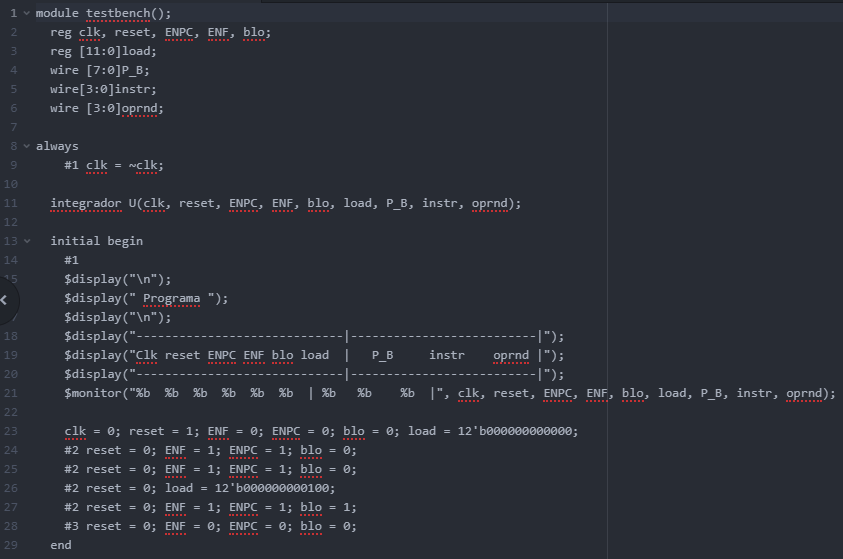 1 module testbench();
2 reg clk, reset, ENPC, ENF, blo;
3 reg [11:0]load;
4 wire [7:0]P_B;
5 wire[3:0]instr;
6 wire [3:0]oprnd;
7
8 always
9 #1 clk = ~clk;
10
11 integrador U(clk, reset, ENPC, ENF, blo, load, P_B, instr, oprnd);
12
13 initial begin
14 #1
15 $display("\n");
$display(" Programa ");
$display("\n");
18 $display("-----------------------------|--------------------------|");
19 $display("Clk reset ENPC ENF blo load  |   P_B     instr    oprnd |");
20 $display("-----------------------------|--------------------------|");
21 $monitor("%b  %b  %b  %b  %b  %b  | %b   %b    %b  |", clk, reset, ENPC, ENF, blo, load, P_B, instr, oprnd);
22
23 clk = 0; reset = 1; ENF = 0; ENPC = 0; blo = 0; load = 12'b000000000000;
24 #2 reset = 0; ENF = 1; ENPC = 1; blo = 0;
25 #2 reset = 0; ENF = 1; ENPC = 1; blo = 0;
26 #2 reset = 0; load = 12'b000000000100;
27 #2 reset = 0; ENF = 1; ENPC = 1; blo = 1;
28 #3 reset = 0; ENF = 0; ENPC = 0; blo = 0;
29 end